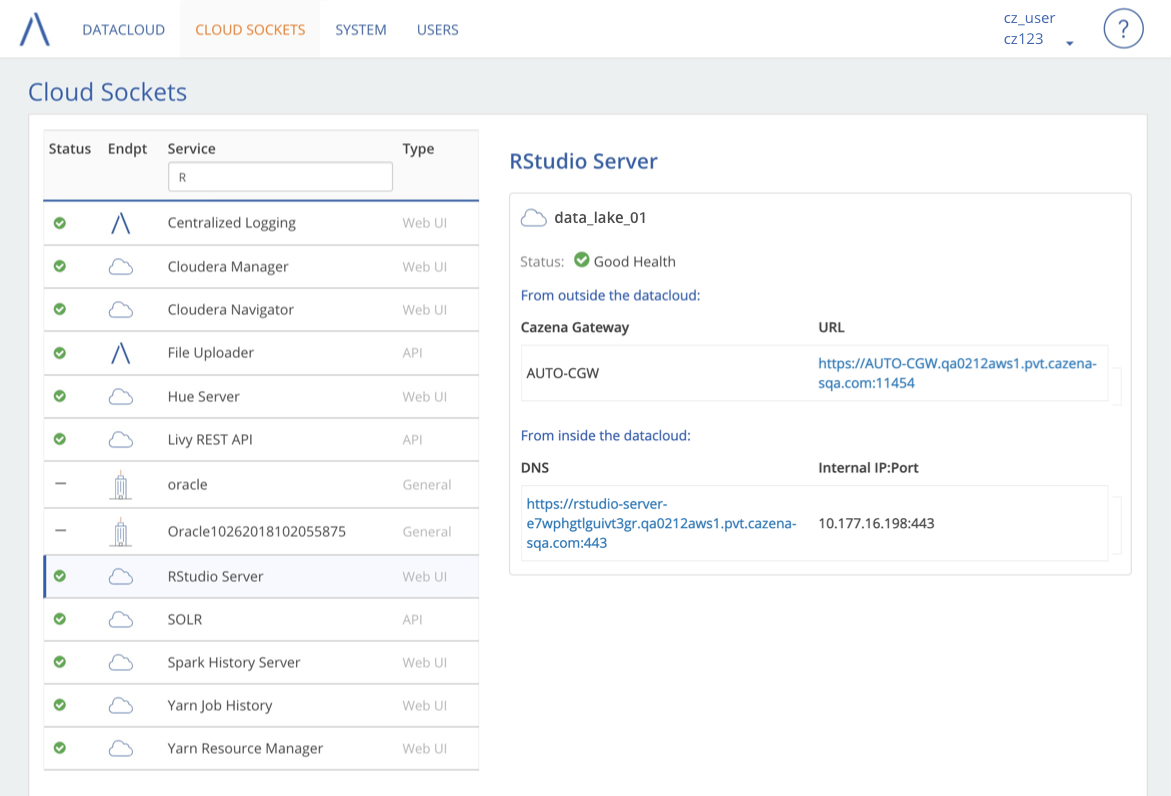 DATACLOUD CLOUD SOCKETS SYSTEM USERS
cz_user
cz123
?
Cloud Sockets
Status Endpt Service Type
R
Centralized Logging Web UI
Cloudera Manager Web UI
Cloudera Navigator Web UI
File Uploader API
Hue Server Web UI
Livy REST API API
oracle General
Oracle10262018102055875 General
RStudio Server Web UI
SOLR API
Spark History Server Web UI
Yarn Job History Web UI
Yarn Resource Manager Web UI
RStudio Server
data_lake_01
Status: Good Health
From outside the datacloud:
Cazena Gateway URL
AUTO-CGW
https://AUTO-CGW.qa0212aws1.pvt.cazena-
sqa.com:11454
From inside the datacloud:
DNS Internal IP:Port
https://rstudio-server-
e7wphgtlguivt3gr.qa0212aws1.pvt.cazena-
sqa.com:443
10.177.16.198:443